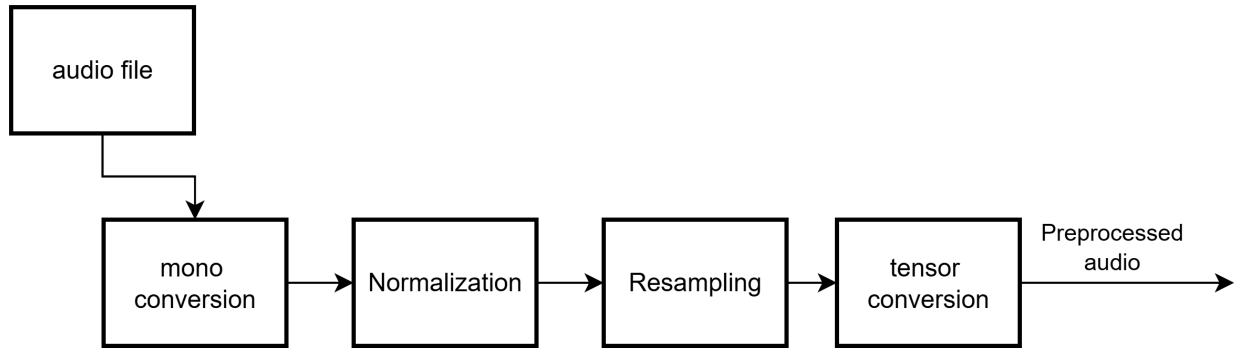 audio file
mono
conversion
Normalization
Resampling
tensor
conversion
Preprocessed
audio